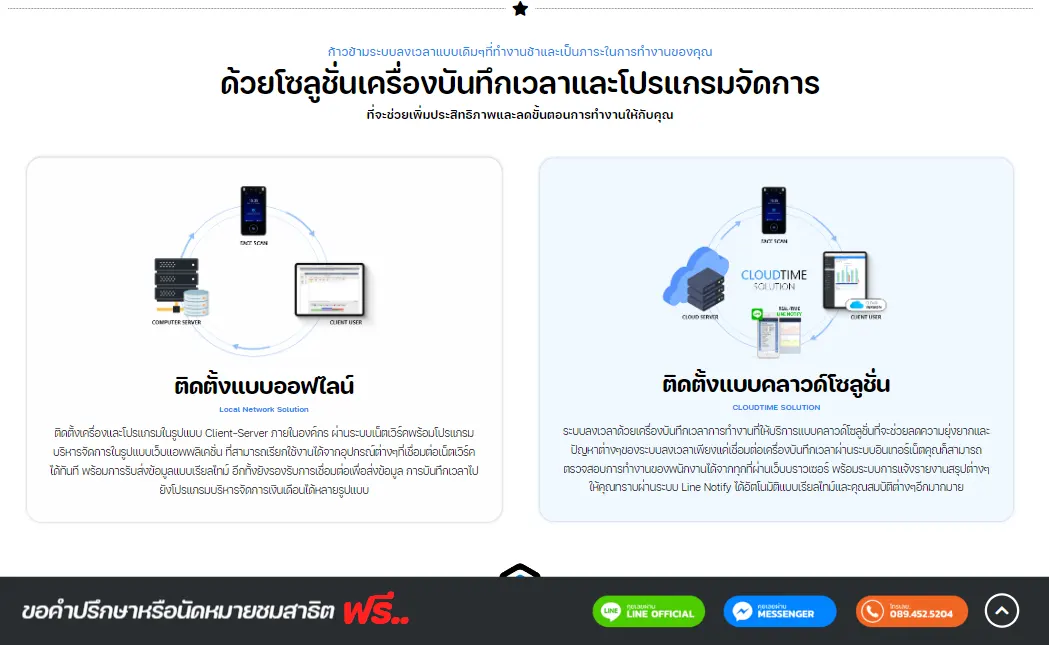 ก้าวข้ามระบบลงเวลาแบบเดิมๆที่ทำงานช้าและเป็นภาระในการทำงานของคุณ
ด้วยโซลูชั่นเครื่องบันทึกเวลาและโปรแกรมจัดการ
ที่จะช่วยเพิ่มประสิทธิภาพและลดขั้นตอนการทำงานให้กับคุณ
FACE SCAN
COMPUTER SERVER
CLIENT USER
ติดตั้งแบบออฟไลน์
Local Network Solution
ติดตั้งเครื่องและโปรแกรมในรูปแบบ Client-Server ภายในองค์กร ผ่านระบบเน็ตเวิร์คพร้อมโปรแกรม
บริหารจัดการในรูปแบบเว็บแอพพลิเคชั่น ที่สามารถเรียกใช้งานได้จากอุปกรณ์ต่างๆที่เชื่อมต่อเน็ตเวิร์ค
ได้ทันที พร้อมการรับส่งข้อมูลแบบเรียลไทม์ อีกทั้งยังรองรับการเชื่อมต่อเพื่อส่งข้อมูล การบันทึกเวลาไป
ยังโปรแกรมบริหารจัดการเงินเดือนได้หลายรูปแบบ
FACE SCAN
CLOUDTIME
SOLUTION
CLOUD SERVER
REAL-TIME
LINE NOTIFY
CLIENT USER
ติดตั้งแบบคลาวด์โซลูชั่น
CLOUDTIME SOLUTION
ระบบลงเวลาด้วยเครื่องบันทึกเวลาการทำงานที่ให้บริการแบบคลาวด์โซลูชั่นที่จะช่วยลดความยุ่งยากและ
ปัญหาต่างๆของระบบลงเวลาเพียงแค่เชื่อมต่อเครื่องบันทึกเวลาผ่านระบบอินเทอร์เน็ตคุณก็สามารถ
ตรวจสอบการทำงานของพนักงานได้จากทุกที่ผ่านเว็บบราวเซอร์ พร้อมระบบการแจ้งรายงานสรุปต่างๆ
ให้คุณทราบผ่านระบบ Line Notify ได้อัตโนมัติแบบเรียลไทม์และคุณสมบัติต่างๆอีกมากมาย
ขอคำปรึกษาหรือนัดหมายชมสาธิต ฟรี..
LINE
คุยเลยผ่าน
LINE OFFICIAL
คุยเลยผ่าน
MESSENGER
โทรเลย
089.452.5204